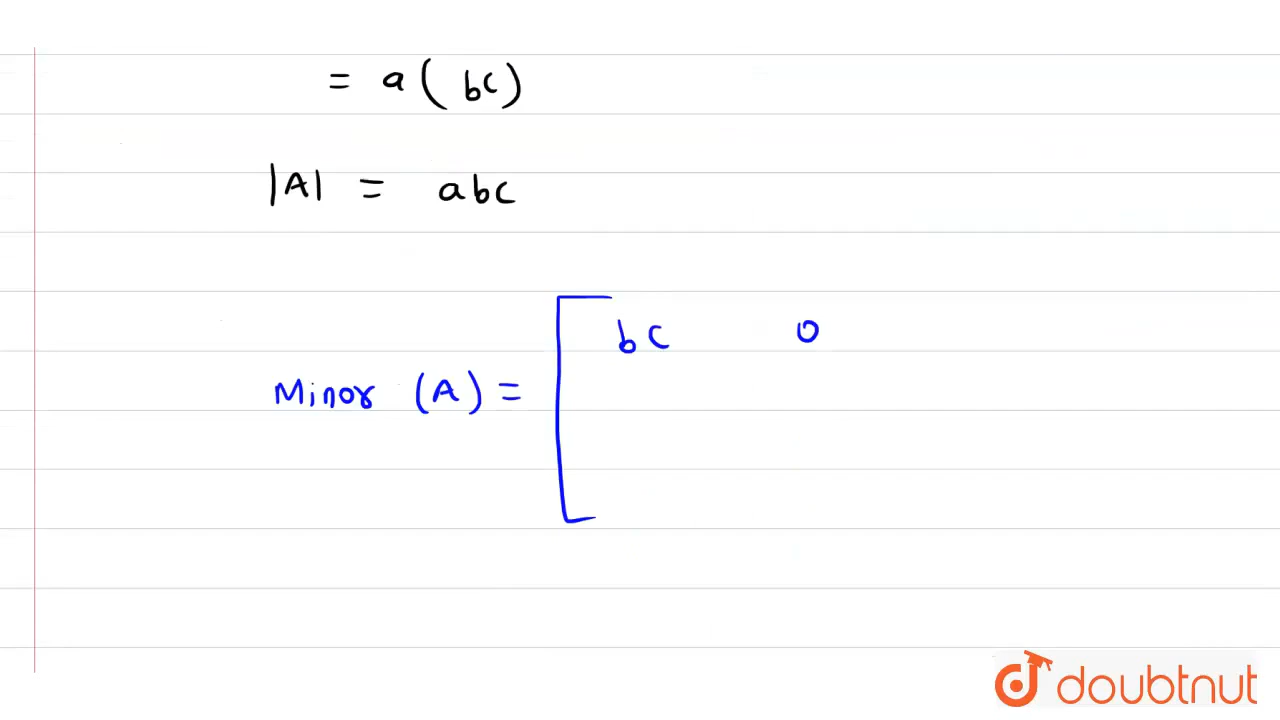 = a ( bc )
|A| = abc
bc 0
Minor (A) = [
doubtnut